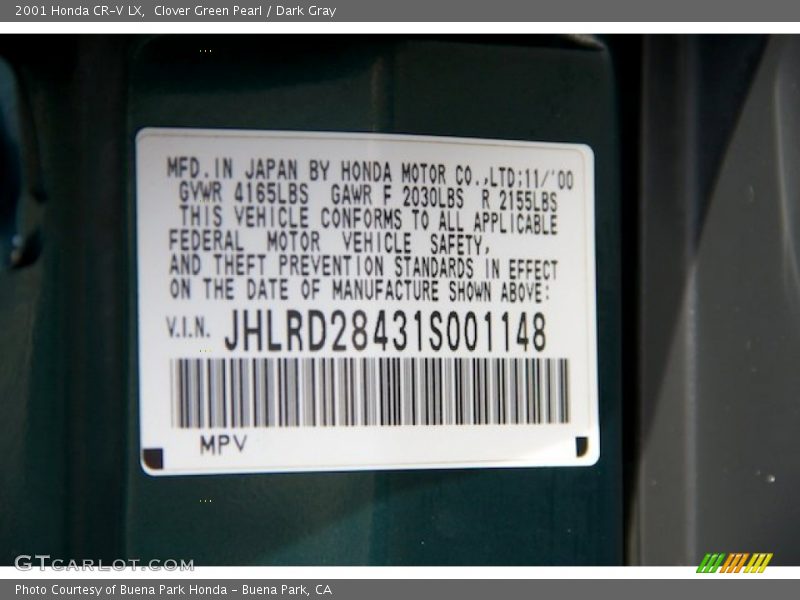 2001 Honda CR-V LX, Clover Green Pearl / Dark Gray
MFD. IN JAPAN BY HONDA MOTOR CO.,LTD;11/'00
GVWR 4165LBS GAWR F 2030LBS R 2155LBS
THIS VEHICLE CONFORMS TO ALL APPLICABLE
FEDERAL MOTOR VEHICLE SAFETY,
AND THEFT PREVENTION STANDARDS IN EFFECT
ON THE DATE OF MANUFACTURE SHOWN ABOVE:
V.I.N. JHLRD28431S001148
MPV
GTcarlot.com
Photo Courtesy of Buena Park Honda - Buena Park, CA